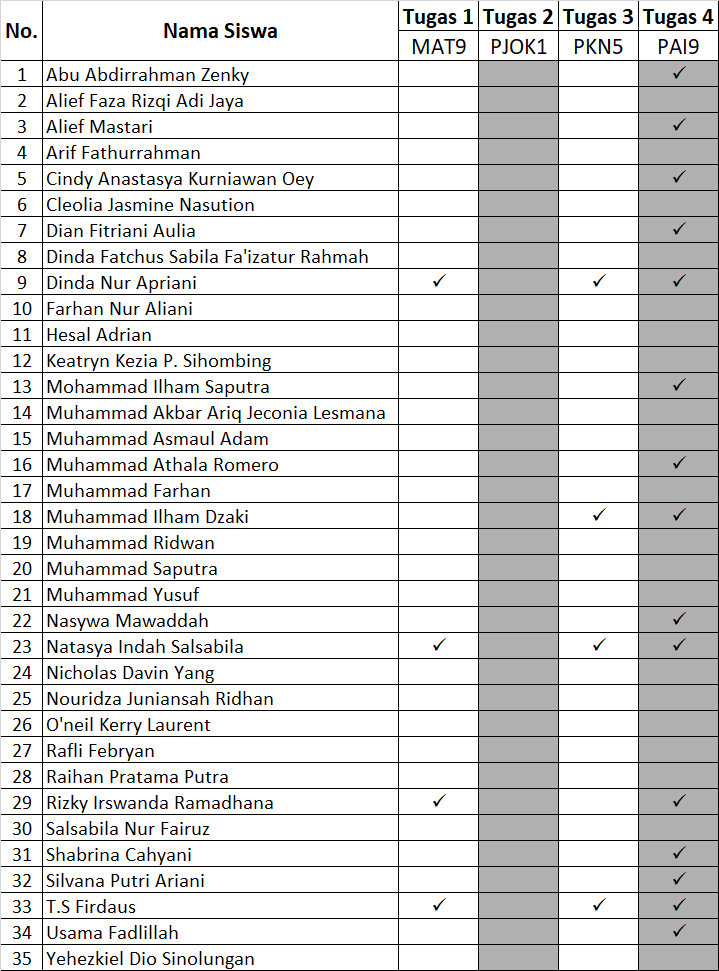 No. Nama Siswa Tugas 1 Tugas 2 Tugas 3 Tugas 4
MAT9 PJOK1 PKN5 PAI9
1 Abu Abdirrahman Zenky ✓
2 Alief Faza Rizqi Adi Jaya
3 Alief Mastari ✓
4 Arif Fathurrahman
5 Cindy Anastasya Kurniawan Oey ✓
6 Cleolia Jasmine Nasution
7 Dian Fitriani Aulia ✓
8 Dinda Fatchus Sabila Fa'izatur Rahmah
9 Dinda Nur Apriani ✓ ✓ ✓
10 Farhan Nur Aliani
11 Hesal Adrian
12 Keatryn Kezia P. Sihombing
13 Mohammad Ilham Saputra ✓
14 Muhammad Akbar Ariq Jeconia Lesmana
15 Muhammad Asmaul Adam
16 Muhammad Athala Romero ✓
17 Muhammad Farhan
18 Muhammad Ilham Dzaki ✓ ✓
19 Muhammad Ridwan
20 Muhammad Saputra
21 Muhammad Yusuf
22 Nasywa Mawaddah ✓
23 Natasya Indah Salsabila ✓ ✓ ✓
24 Nicholas Davin Yang
25 Nouridza Juniansah Ridhan
26 O'neil Kerry Laurent
27 Rafli Febryan
28 Raihan Pratama Putra
29 Rizky Irswanda Ramadhana ✓ ✓
30 Salsabila Nur Fairuz
31 Shabrina Cahyani ✓
32 Silvana Putri Ariani ✓
33 T.S Firdaus ✓ ✓ ✓
34 Usama Fadlillah ✓
35 Yehezkiel Dio Sinolungan